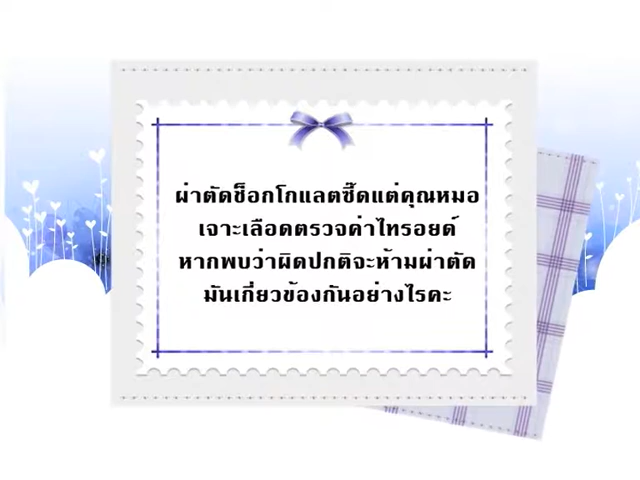 ผ่าตัดช็อกโกแลตซี๊ดแต่คุณหมอ
เจาะเลือดตรวจค่าไทรอยด์
หากพบว่าผิดปกติจะห้ามผ่าตัด
มันเกี่ยวข้องกันอย่างไรคะ